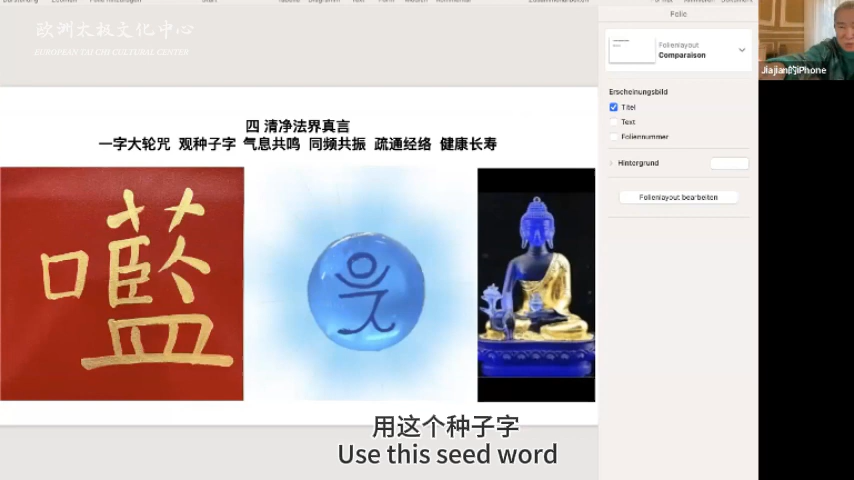 欧洲太极文化中心
EUROPEAN TAI CHI CULTURAL CENTER
Folie
Folienlayout
Comparaison
Jiajian的iPhone
Erscheinungsbild
Titel
Text
Foliennummer
Hintergrund
Folienlayout bearbeiten
四 清净法界真言
一字大轮咒 观种子字 气息共鸣 同频共振 疏通经络 健康长寿
嚂
用这个种子字
Use this seed word